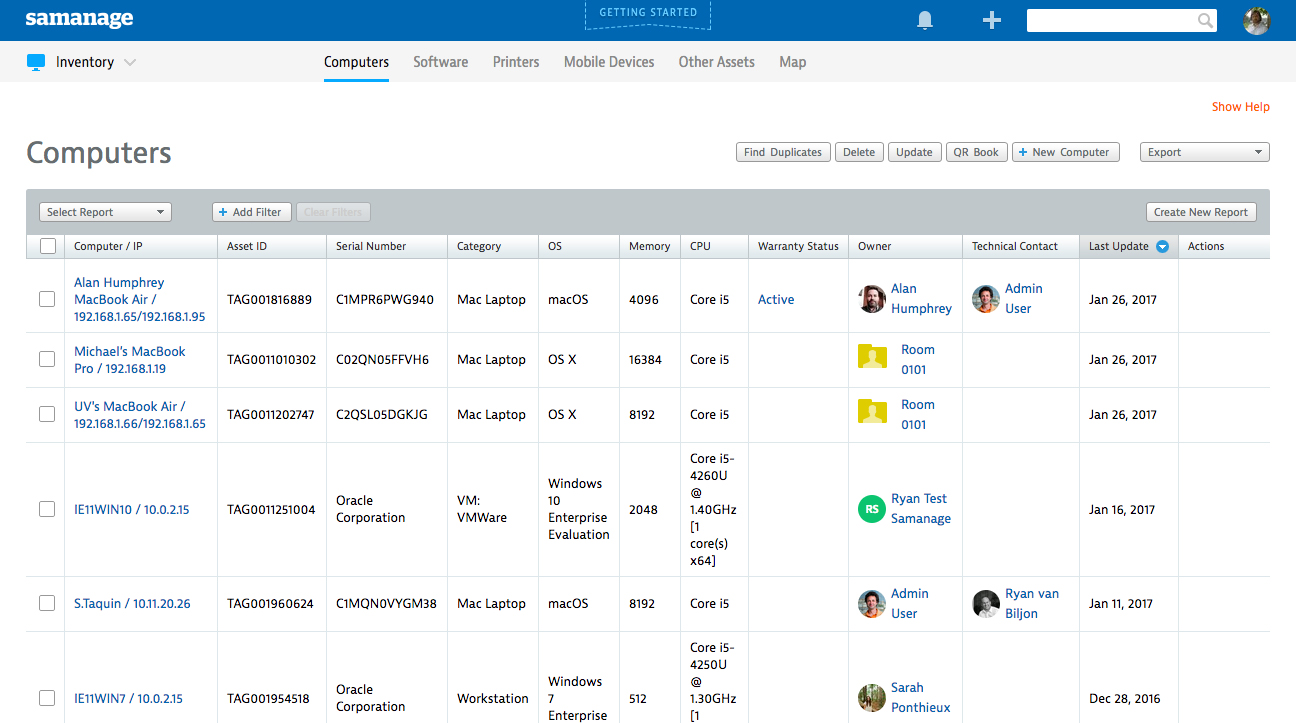 samanage
GETTING STARTED
Inventory
Computers Software Printers Mobile Devices Other Assets Map
Show Help
Computers
Find Duplicates Delete Update QR Book + New Computer Export
Select Report + Add Filter Clear Filters Create New Report
Computer / IP Asset ID Serial Number Category OS Memory CPU Warranty Status Owner Technical Contact Last Update Actions
Alan Humphrey
MacBook Air /
192.168.1.65/192.168.1.95
TAG001816889
C1MPR6PWG940
Mac Laptop
macOS
4096
Core i5
Active
Alan
Humphrey
Admin
User
Jan 26, 2017
Michael's MacBook
Pro / 192.168.1.19
TAG0011010302
C02QN05FFVH6
Mac Laptop
OS X
16384
Core i5
Room
0101
Jan 26, 2017
UV's MacBook Air /
192.168.1.66/192.168.1.65
TAG0011202747
C2QSL05DGKJG
Mac Laptop
OS X
8192
Core i5
Room
0101
Jan 26, 2017
IE11WIN10 / 10.0.2.15
TAG0011251004
Oracle
Corporation
VM:
VMWare
Windows
10
Enterprise
Evaluation
2048
Core i5-
4260U
@
1.40GHz
[1
core(s)
x64]
RS
Ryan Test
Samanage
Jan 16, 2017
S.Taquin / 10.11.20.26
TAG001960624
C1MQN0VYGM38
Mac Laptop
macOS
8192
Core i5
Admin
User
Ryan van
Biljon
Jan 11, 2017
IE11WIN7 / 10.0.2.15
TAG001954518
Oracle
Corporation
Workstation
Windows
7
Enterprise
512
Core i5-
4250U
@
1.30GHz
[1
Sarah
Ponthieux
Dec 28, 2016